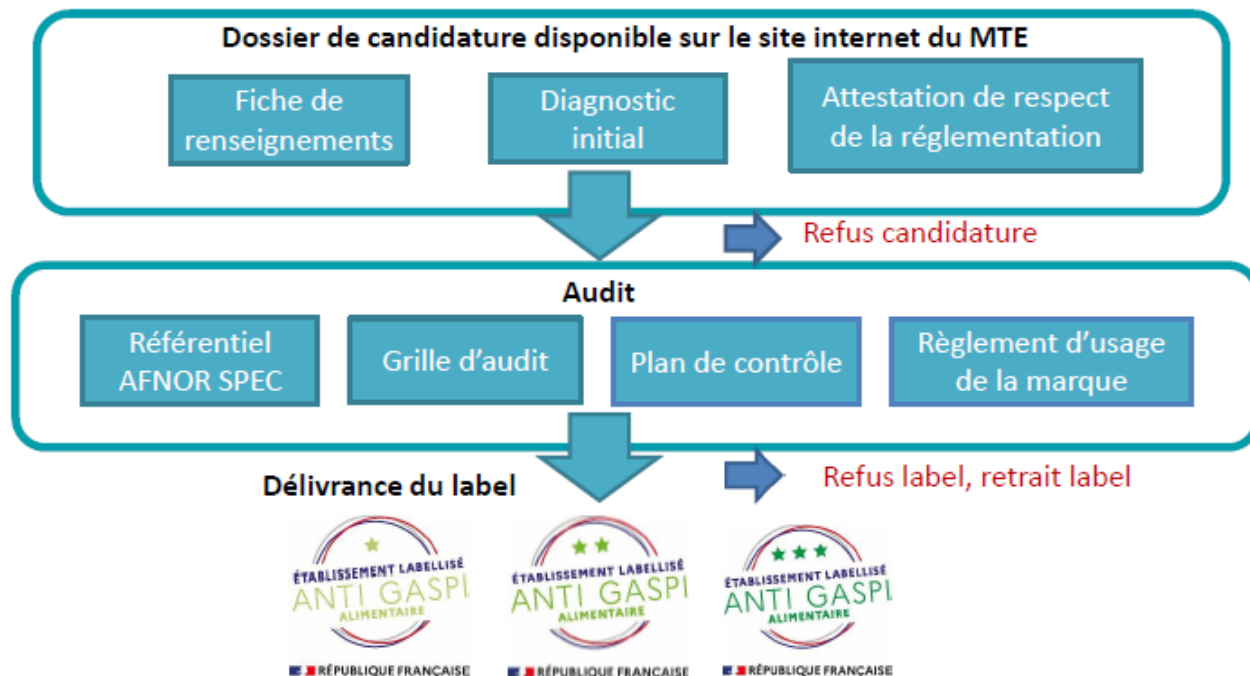 Dossier de candidature disponible sur le site internet du MTE
Fiche de
renseignements
Diagnostic
initial
Attestation de respect
de la réglementation
Refus candidature
Audit
Référentiel
AFNOR SPEC
Grille d’audit
Plan de contrôle
Règlement d’usage
de la marque
Refus label, retrait label
Délivrance du label
ÉTABLISSEMENT LABELLISÉ
ANTI GASPI
ALIMENTAIRE
RÉPUBLIQUE FRANÇAISE
ÉTABLISSEMENT LABELLISÉ
ANTI GASPI
ALIMENTAIRE
RÉPUBLIQUE FRANÇAISE
ÉTABLISSEMENT LABELLISÉ
ANTI GASPI
ALIMENTAIRE
RÉPUBLIQUE FRANÇAISE